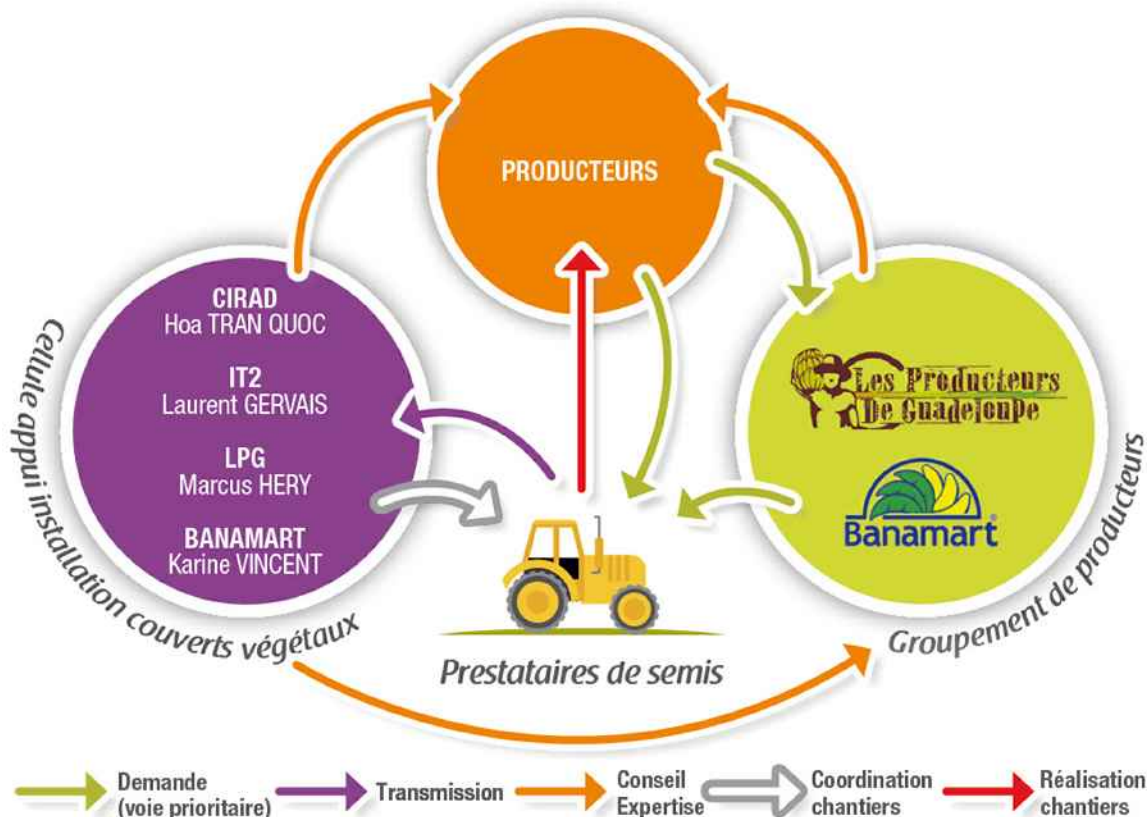 PRODUCTEURS
CIRAD
Hoa TRAN QUOC
IT2
Laurent GERVAIS
LPG
Marcus HERY
BANAMART
Karine VINCENT
Cellule appui installation couverts végétaux
Les Producteurs
De Guadeloupe
Banamart
Groupement de producteurs
Prestataires de semis
Demande
(voie prioritaire)
Transmission
Conseil
Expertise
Coordination
chantiers
Réalisation
chantiers